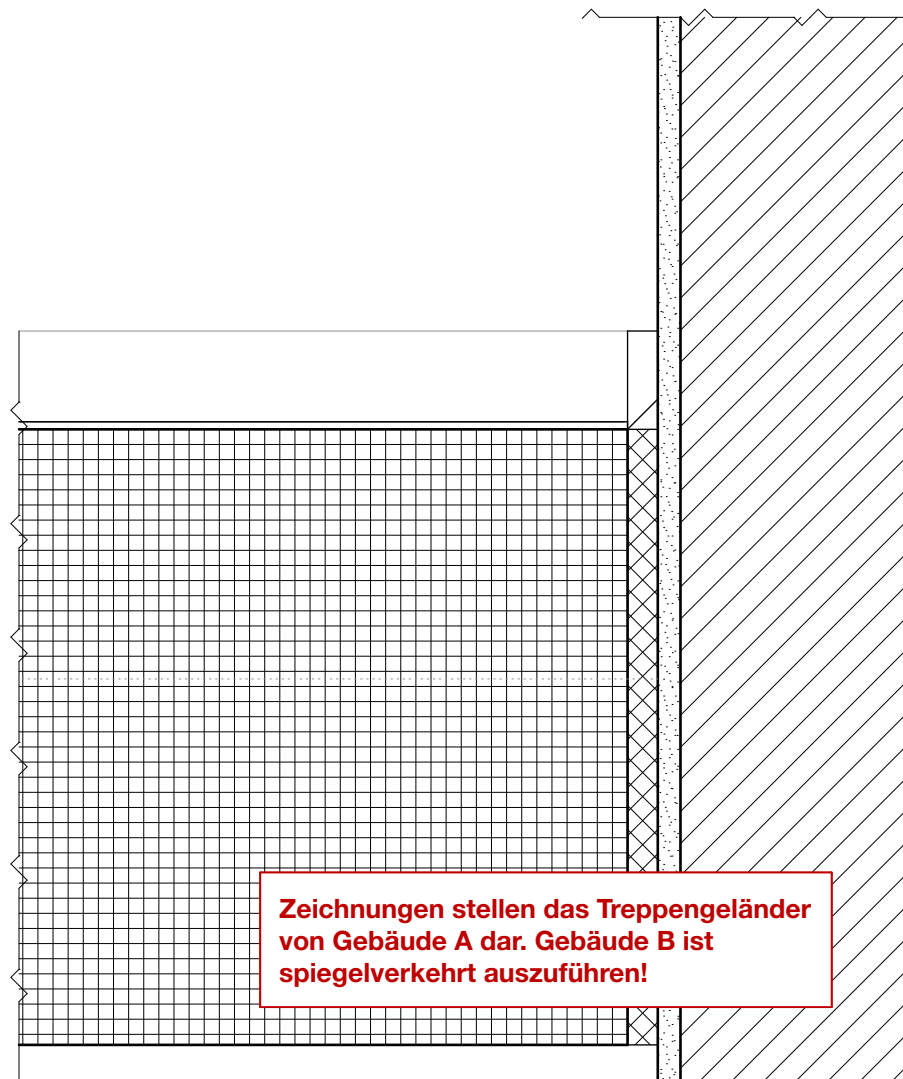 Zeichnungen stellen das Treppengeländer
von Gebäude A dar. Gebäude B ist
spiegelverkehrt auszuführen!